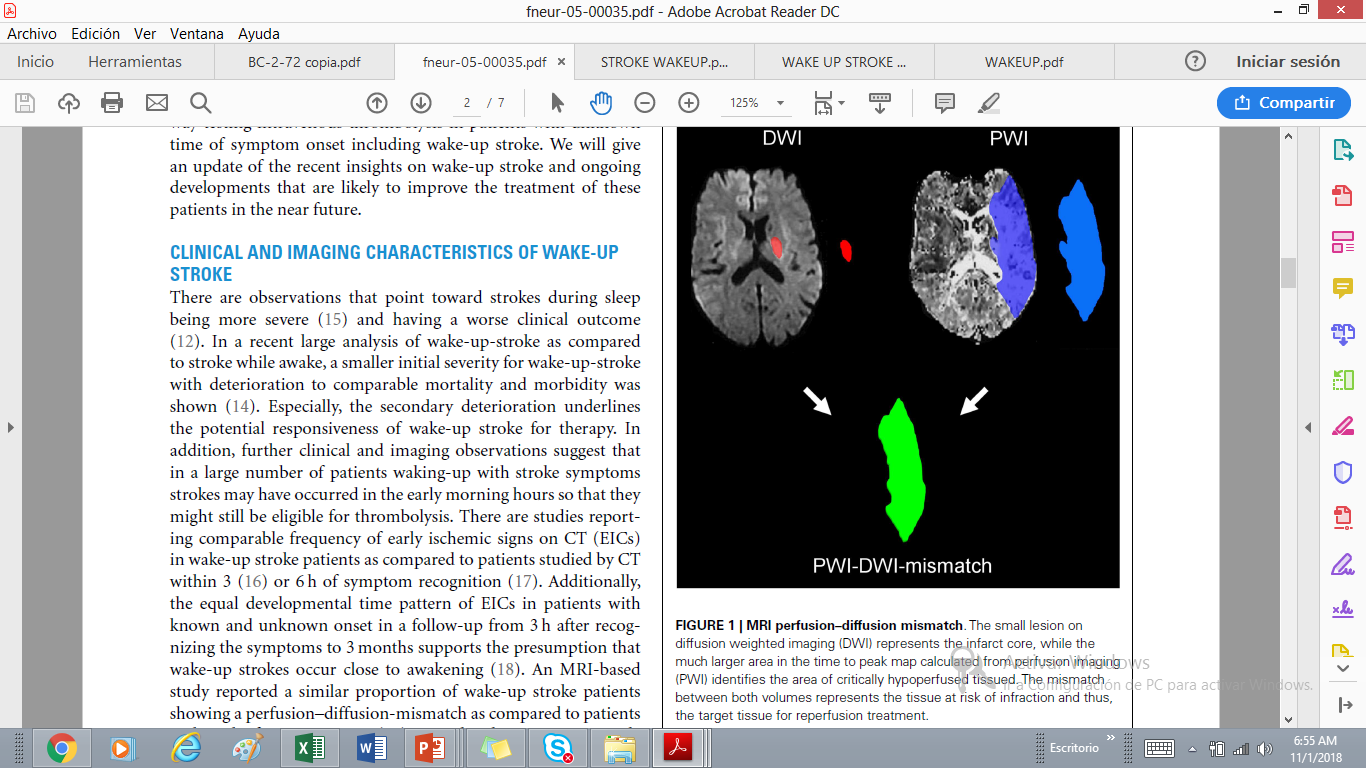 fneur-05-00035.pdf - Adobe Acrobat Reader DC
Archivo Edición Ver Ventana Ayuda
Inicio Herramientas BC-2-72 copia.pdf fneur-05-00035.pdf × STROKE WAKEUP.p... WAKE UP STROKE ... WAKEUP.pdf ? Iniciar sesión
2 / 7 125% Compartir
time of symptom onset including wake-up stroke. We will give
an update of the recent insights on wake-up stroke and ongoing
developments that are likely to improve the treatment of these
patients in the near future.
CLINICAL AND IMAGING CHARACTERISTICS OF WAKE-UP
STROKE
There are observations that point toward strokes during sleep
being more severe (15) and having a worse clinical outcome
(12). In a recent large analysis of wake-up-stroke as compared
to stroke while awake, a smaller initial severity for wake-up-stroke
with deterioration to comparable mortality and morbidity was
shown (14). Especially, the secondary deterioration underlines
the potential responsiveness of wake-up stroke for therapy. In
addition, further clinical and imaging observations suggest that
in a large number of patients waking-up with stroke symptoms
strokes may have occurred in the early morning hours so that they
might still be eligible for thrombolysis. There are studies report-
ing comparable frequency of early ischemic signs on CT (EICs)
in wake-up stroke patients as compared to patients studied by CT
within 3 (16) or 6 h of symptom recognition (17). Additionally,
the equal developmental time pattern of EICs in patients with
known and unknown onset in a follow-up from 3 h after recog-
nizing the symptoms to 3 months supports the presumption that
wake-up strokes occur close to awakening (18). An MRI-based
study reported a similar proportion of wake-up stroke patients
showing a perfusion–diffusion-mismatch as compared to patients
DWI PWI
PWI-DWI-mismatch
FIGURE 1 | MRI perfusion–diffusion mismatch. The small lesion on
diffusion weighted imaging (DWI) represents the infarct core, while the
much larger area in the time to peak map calculated from perfusion imaging
(PWI) identifies the area of critically hypoperfused tissued. The mismatch
between both volumes represents the tissue at risk of infraction and thus,
the target tissue for reperfusion treatment.
Activar Windows
Ir a Configuración de PC para activar Windows.
Escritorio » 6:55 AM
11/1/2018